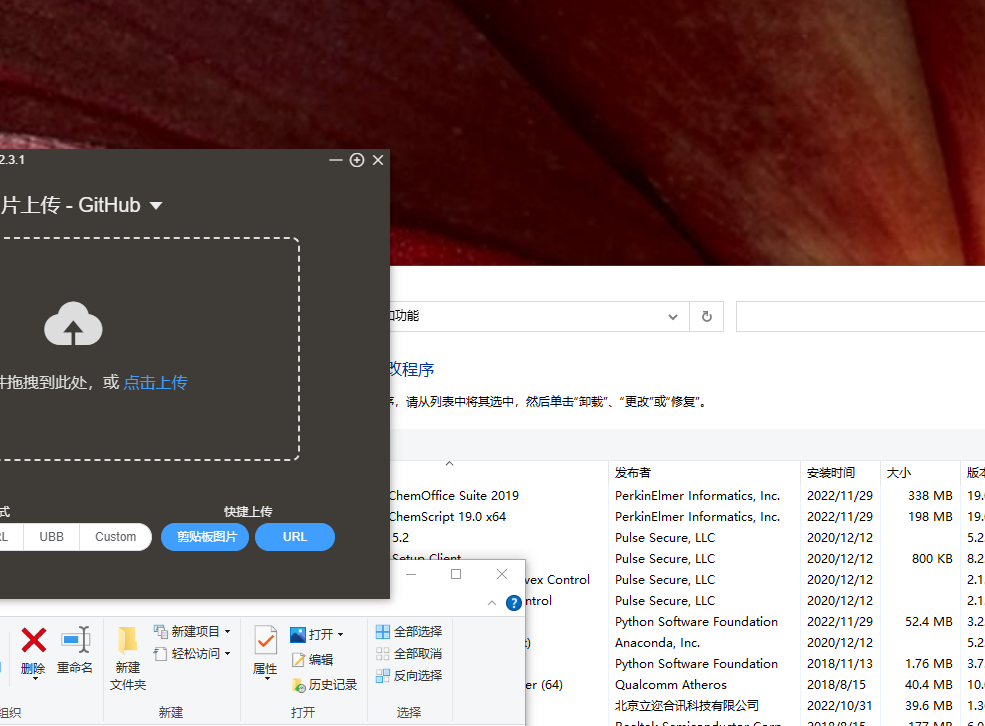 2.3.1
片上传 - GitHub
件拖拽到此处，或 点击上传
式
快捷上传
UBB
Custom
剪贴板图片
URL
功能
改程序
请从列表中将其选中，然后单击“卸载”、“更改”或“修复”。
发布者
安装时间
大小
版本
ChemOffice Suite 2019
PerkinElmer Informatics, Inc.
2022/11/29
338 MB
19.0
ChemScript 19.0 x64
PerkinElmer Informatics, Inc.
2022/11/29
198 MB
19.0
5.2
Pulse Secure, LLC
2020/12/12
5.2
Setup Client
Pulse Secure, LLC
2020/12/12
800 KB
8.2
vex Control
Pulse Secure, LLC
2020/12/12
2.1
ntrol
Pulse Secure, LLC
2020/12/12
2.1
Python Software Foundation
2022/11/29
52.4 MB
3.2
Anaconda, Inc.
2020/12/12
5.2
Python Software Foundation
2018/11/13
1.76 MB
3.7
er (64)
Qualcomm Atheros
2018/8/15
40.4 MB
10.0
北京立迩合讯科技有限公司
2022/10/31
39.6 MB
1.3
Realtek Semiconductor Corp.
2018/8/15
177 MB
删除
重命名
新建
文件夹
新建项目
轻松访问
属性
打开
编辑
历史记录
全部选择
全部取消
反向选择
组织
新建
打开
选择